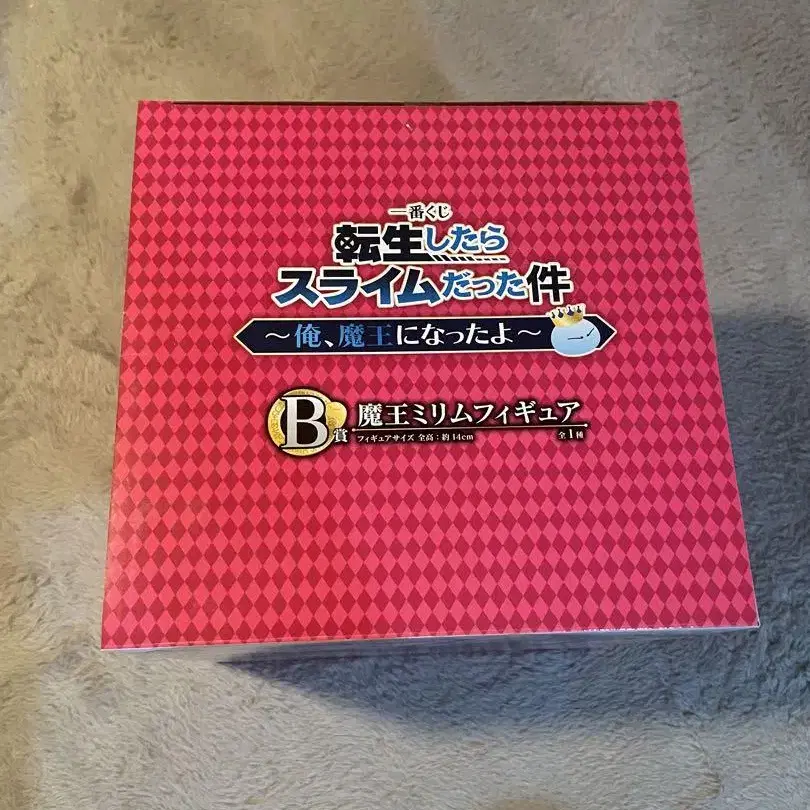 一番くじ
転生したら
スライムだった件
～俺、魔王になったよ～
B賞 魔王ミリムフィギュア
フィギュアサイズ 全高：約14cm 全1種